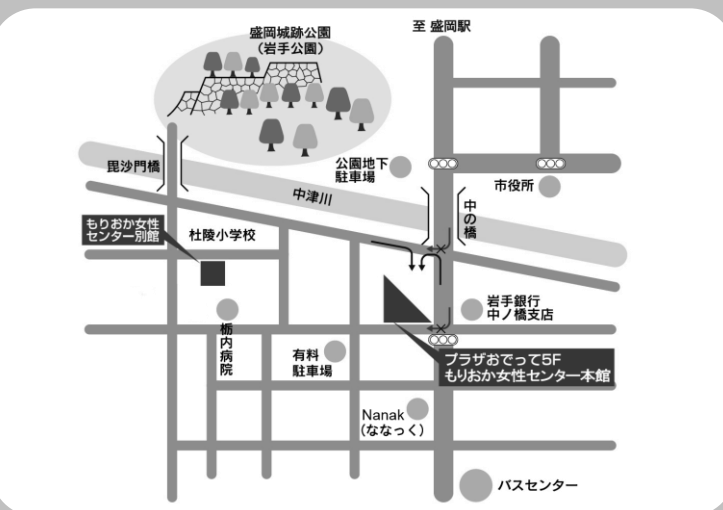 盛岡城跡公園
（岩手公園）
至 盛岡駅
毘沙門橋
公園地下
駐車場
市役所
中津川
中の橋
もりおか女性
センター別館
杜陵小学校
岩手銀行
中ノ橋支店
栃内病院
有料
駐車場
プラザおでって5F
もりおか女性センター本館
Nanak
（ななっく）
バスセンター